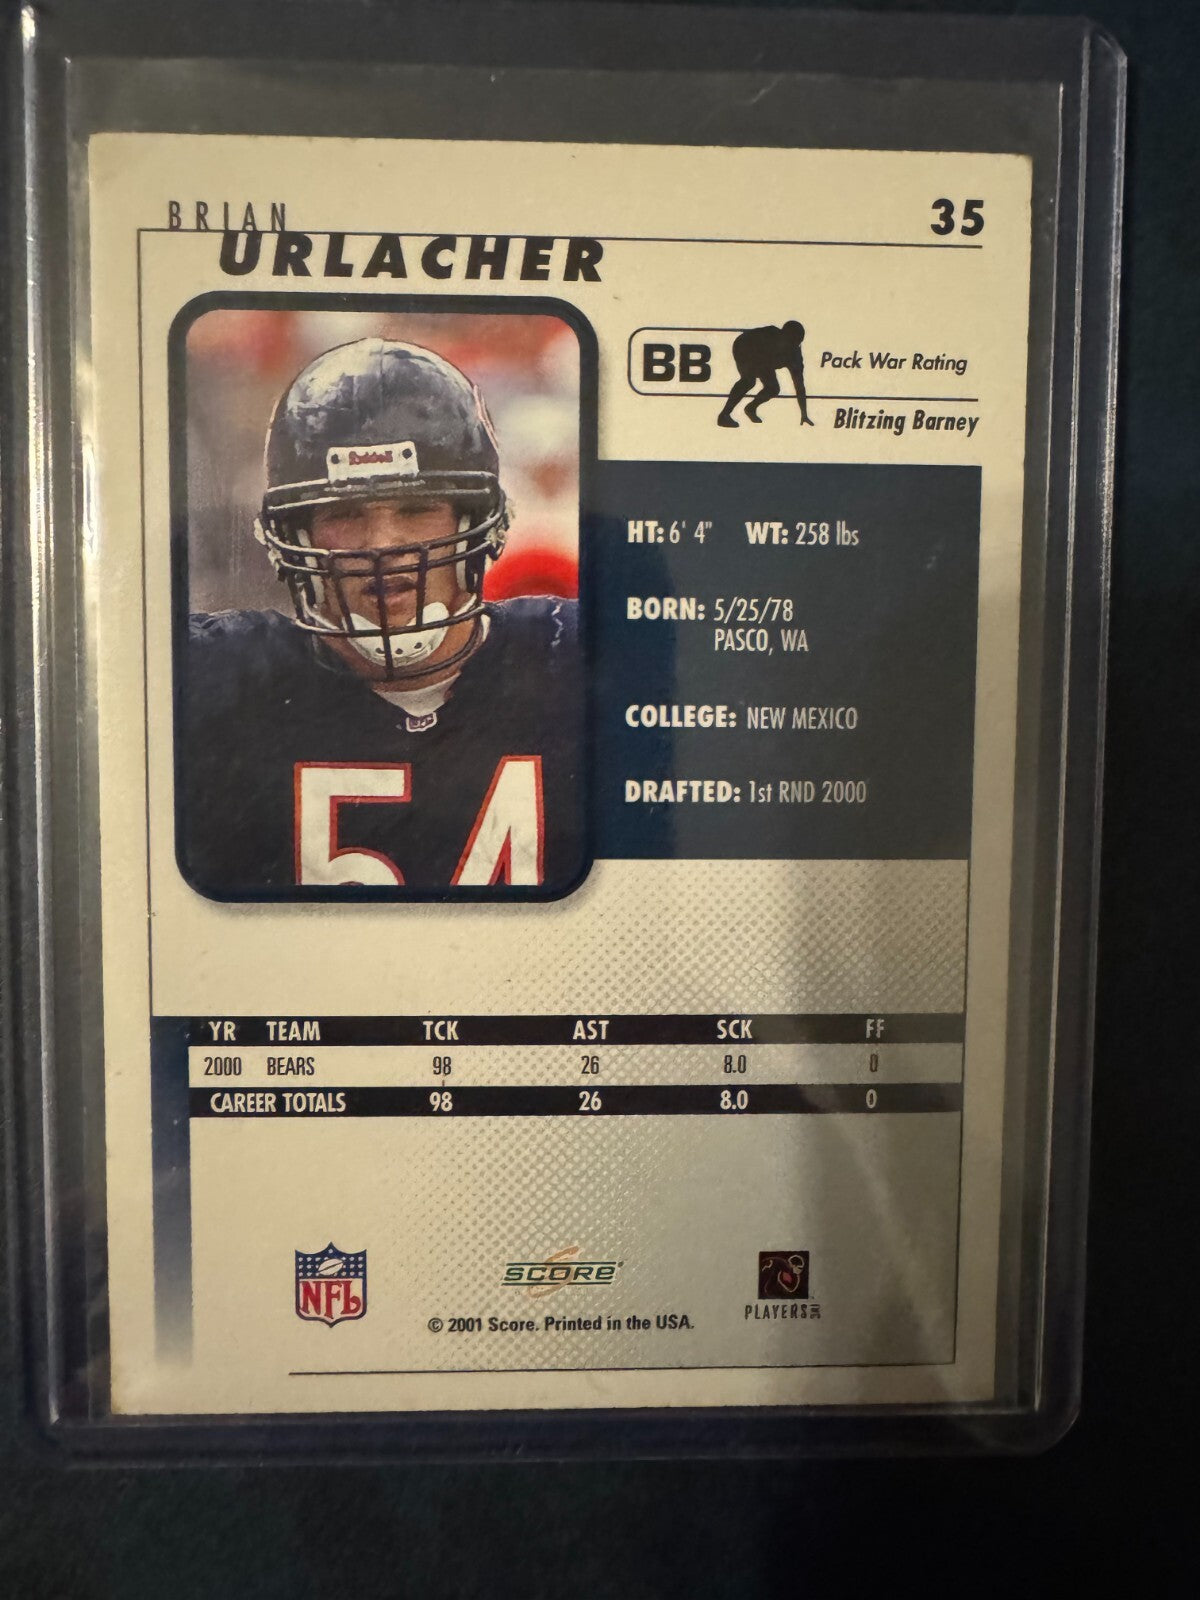 BRIAN
URLACHER
35
BB
Pack War Rating
Blitzing Barney
Riddell
HT: 6' 4" WT: 258 lbs
BORN: 5/25/78
PASCO, WA
COLLEGE: NEW MEXICO
DRAFTED: 1st RND 2000
54
YR TEAM TCK AST SCK FF
2000 BEARS 98 26 8.0 0
CAREER TOTALS 98 26 8.0 0
NFL
SCORE
PLAYERS INC
© 2001 Score. Printed in the USA.